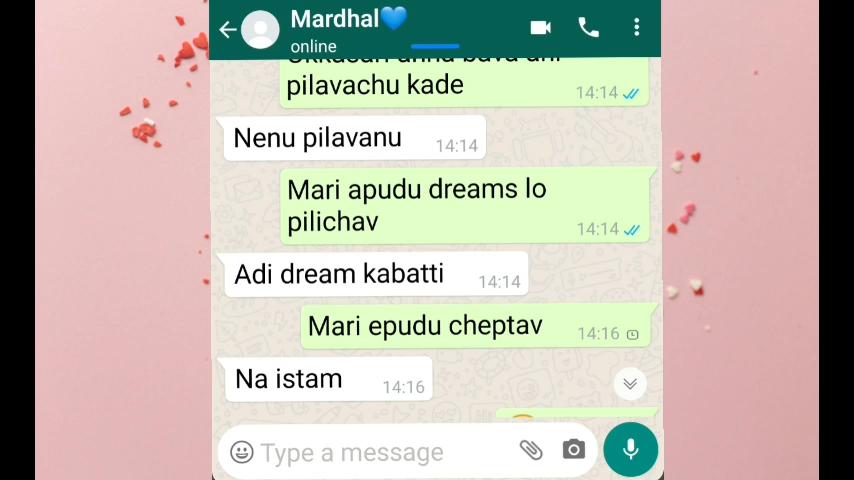 Mardhal💙
online
pilavachu kade
14:14
Nenu pilavanu
14:14
Mari apudu dreams lo
pilichav
14:14
Adi dream kabatti
14:14
Mari epudu cheptav
14:16
Na istam
14:16
Type a message